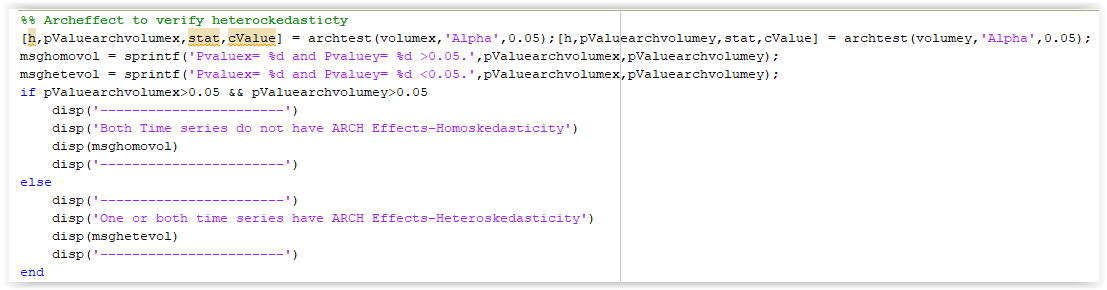 %% Archeffect to verify heterockedasticty
[h,pValuearchvolumex,stat,cValue] = archtest(volumex,'Alpha',0.05);[h,pValuearchvolumey,stat,cValue] = archtest(volumey,'Alpha',0.05);
msghomovol = sprintf('Pvaluex= %d and Pvaluey= %d >0.05.',pValuearchvolumex,pValuearchvolumey);
msghetevol = sprintf('Pvaluex= %d and Pvaluey= %d <0.05.',pValuearchvolumex,pValuearchvolumey);
if pValuearchvolumex>0.05 && pValuearchvolumey>0.05
    disp('-----------------------')
    disp('Both Time series do not have ARCH Effects-Homoskedasticity')
    disp(msghomovol)
    disp('-----------------------')
else
    disp('-----------------------')
    disp('One or both time series have ARCH Effects-Heteroskedasticity')
    disp(msghetevol)
    disp('-----------------------')
end